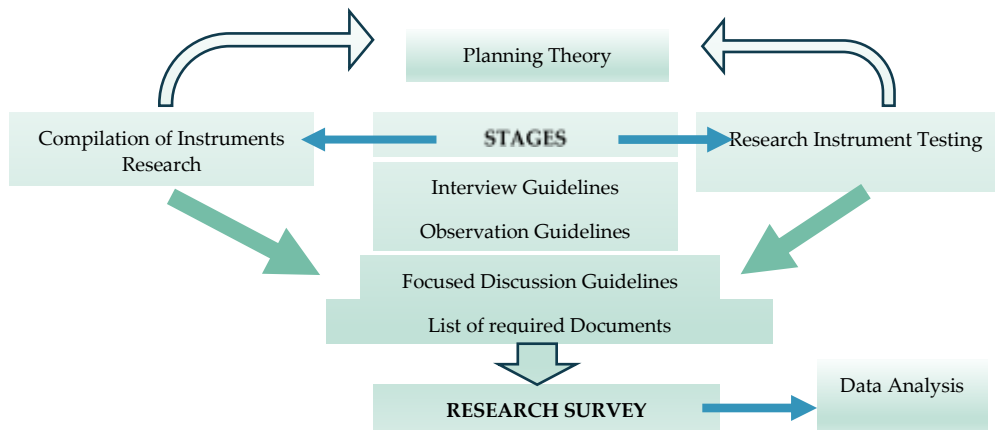 Planning Theory
Compilation of Instruments
Research
STAGES
Research Instrument Testing
Interview Guidelines
Observation Guidelines
Focused Discussion Guidelines
List of required Documents
RESEARCH SURVEY
Data Analysis